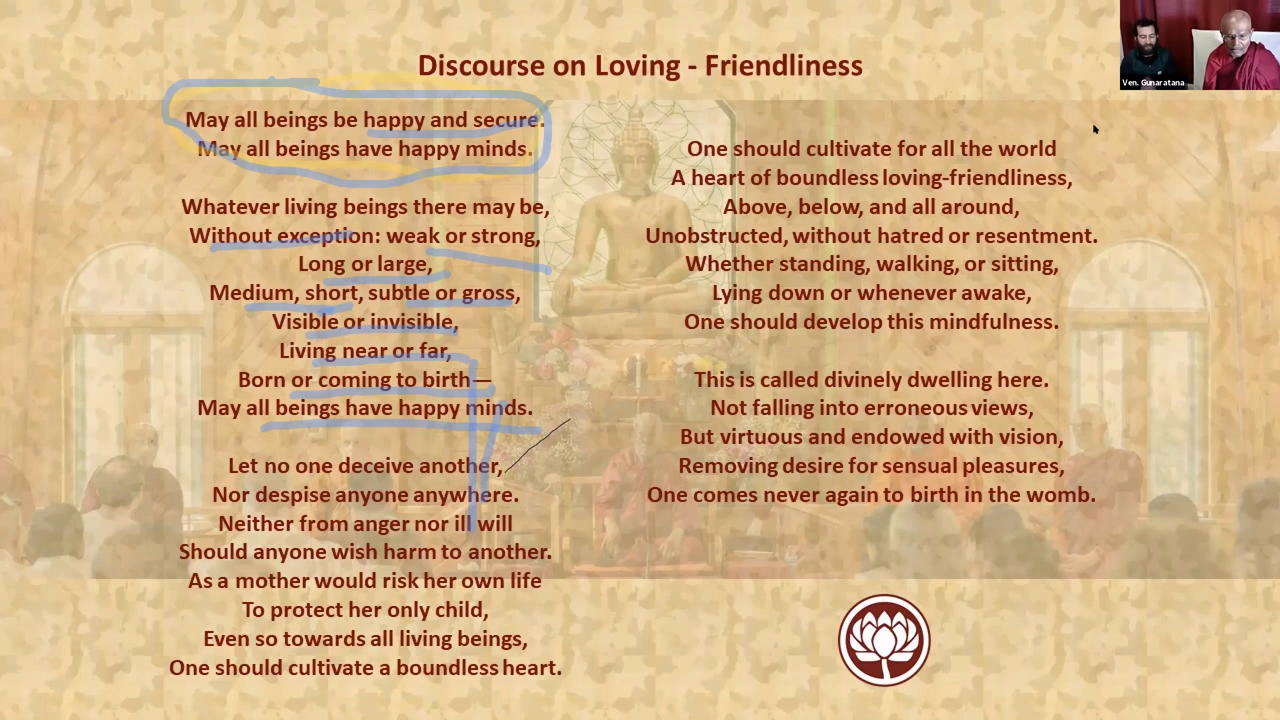 Discourse on Loving - Friendliness
May all beings be happy and secure.
May all beings have happy minds.
Whatever living beings there may be,
Without exception: weak or strong,
Long or large,
Medium, short, subtle or gross,
Visible or invisible,
Living near or far,
Born or coming to birth—
May all beings have happy minds.
Let no one deceive another,
Nor despise anyone anywhere.
Neither from anger nor ill will
Should anyone wish harm to another.
As a mother would risk her own life
To protect her only child,
Even so towards all living beings,
One should cultivate a boundless heart.
One should cultivate for all the world
A heart of boundless loving-friendliness,
Above, below, and all around,
Unobstructed, without hatred or resentment.
Whether standing, walking, or sitting,
Lying down or whenever awake,
One should develop this mindfulness.
This is called divinely dwelling here.
Not falling into erroneous views,
But virtuous and endowed with vision,
Removing desire for sensual pleasures,
One comes never again to birth in the womb.
Ven. Gunaratana